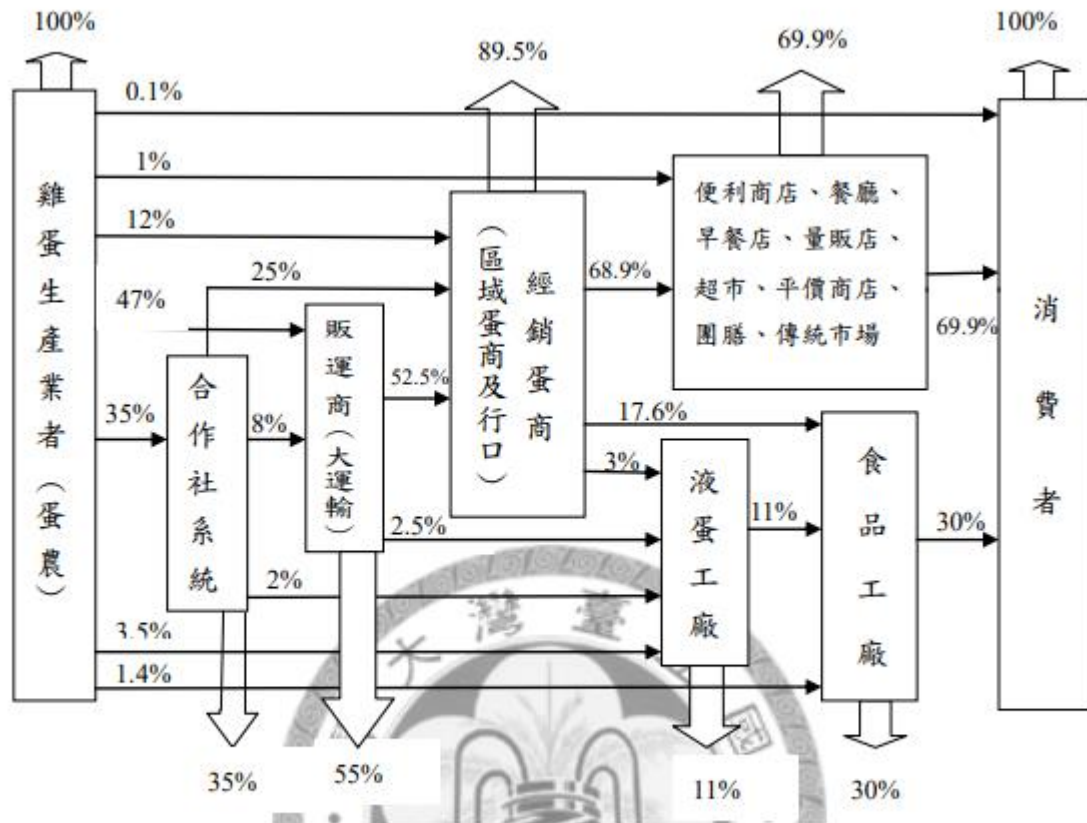 100%
89.5%
69.9%
100%
0.1%
1%
12%
25%
47%
35%
8%
52.5%
68.9%
69.9%
17.6%
3%
2.5%
11%
30%
2%
3.5%
1.4%
雞蛋生產業者（蛋農）
合作社系統
販運商（大運輸）
經銷蛋商
（區域蛋商及行口）
便利商店、餐廳、
早餐店、量販店、
超市、平價商店、
團膳、傳統市場
液蛋工廠
食品工廠
消費者
35%
55%
11%
30%
大灣臺